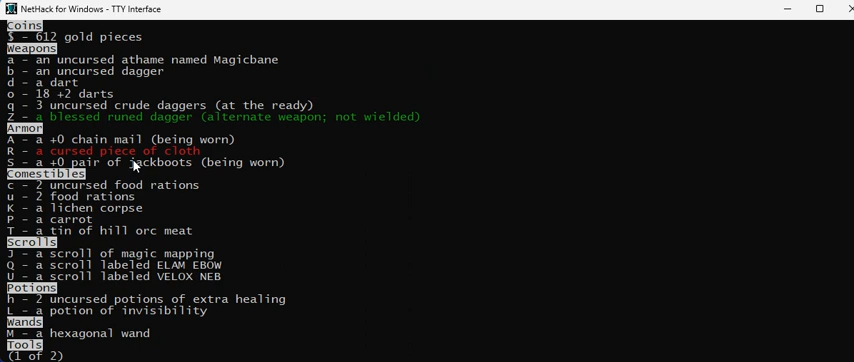 NetHack for Windows - TTY Interface
Coins
$ - 612 gold pieces
Weapons
a - an uncursed athame named Magicbane
b - an uncursed dagger
d - a dart
o - 18 +2 darts
q - 3 uncursed crude daggers (at the ready)
Z - a blessed runed dagger (alternate weapon; not wielded)
Armor
A - a +0 chain mail (being worn)
R - a cursed piece of cloth
S - a +0 pair of jackboots (being worn)
Comestibles
c - 2 uncursed food rations
u - 2 food rations
K - a lichen corpse
P - a carrot
T - a tin of hill orc meat
Scrolls
J - a scroll of magic mapping
Q - a scroll labeled ELAM EBOW
U - a scroll labeled VELOX NEB
Potions
h - 2 uncursed potions of extra healing
L - a potion of invisibility
Wands
M - a hexagonal wand
Tools
(1 of 2)